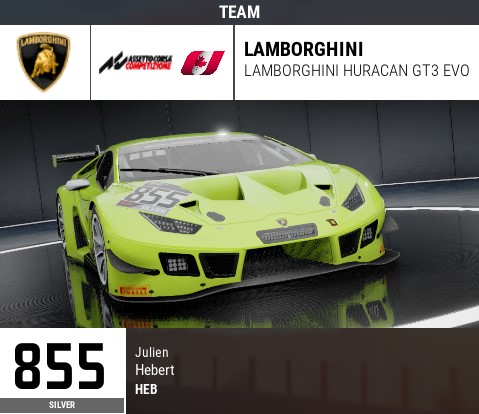 TEAM
LAMBORGHINI
ASSETTO CORSA
COMPETIZIONE
LAMBORGHINI
LAMBORGHINI HURACAN GT3 EVO
855
PIRELLI
855
SILVER
Julien
Hebert
HEB